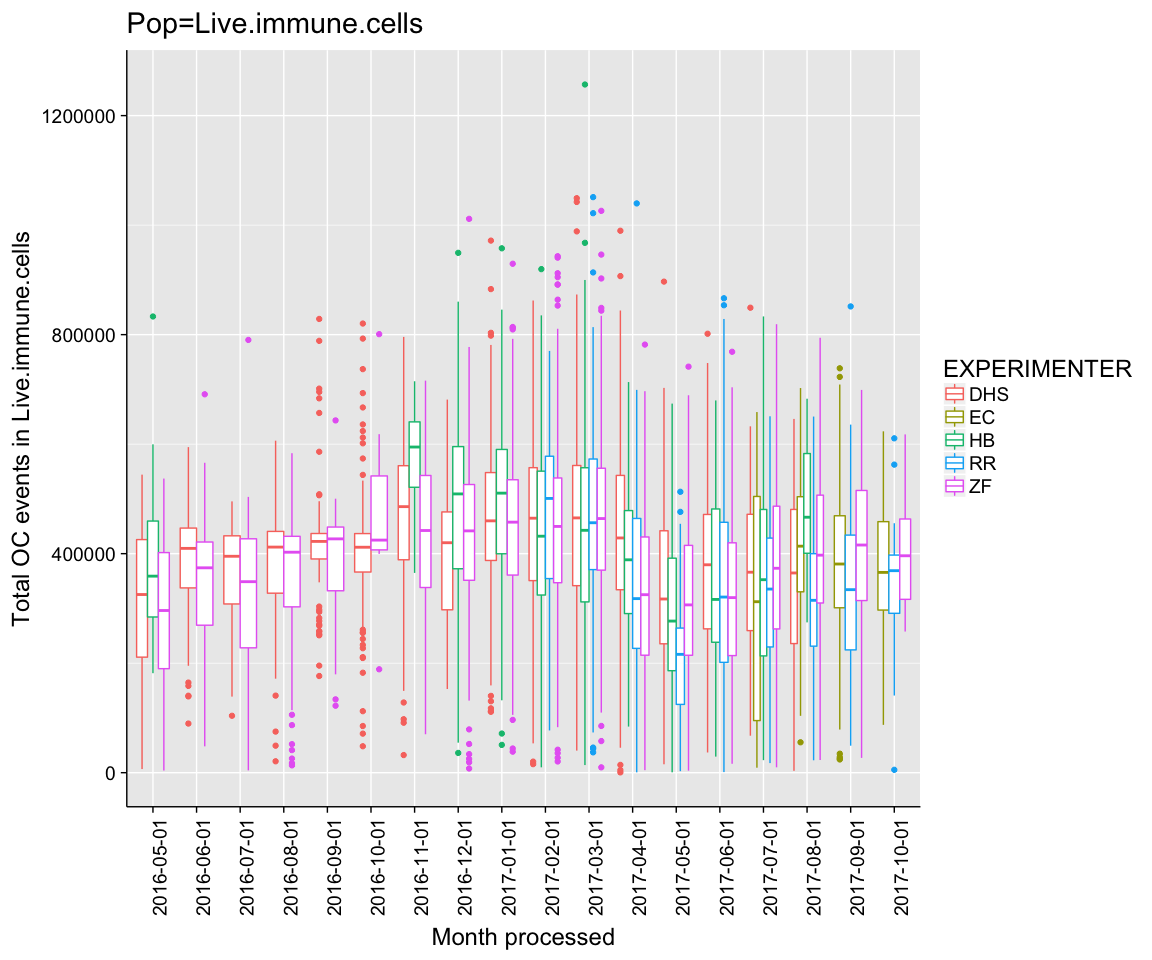 Pop=Live.immune.cells
Total OC events in Live.immune.cells
1200000
800000
400000
0
2016-05-01
2016-06-01
2016-07-01
2016-08-01
2016-09-01
2016-10-01
2016-11-01
2016-12-01
2017-01-01
2017-02-01
2017-03-01
2017-04-01
2017-05-01
2017-06-01
2017-07-01
2017-08-01
2017-09-01
2017-10-01
Month processed
EXPERIMENTER
DHS
EC
HB
RR
ZF